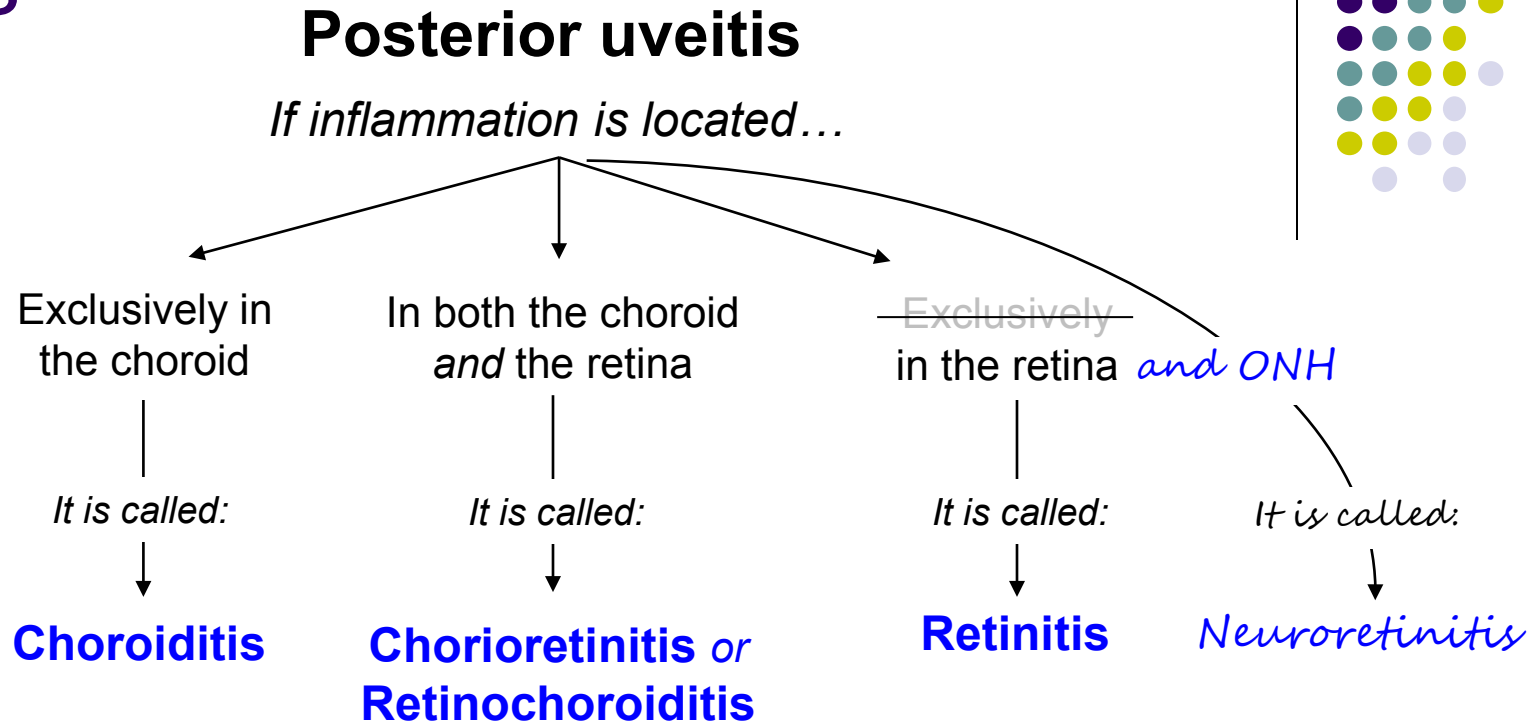 Posterior uveitis
If inflammation is located…
Exclusively in
the choroid
In both the choroid
and the retina
Exclusively
in the retina and ONH
It is called:
It is called:
It is called:
It is called:
Choroiditis
Chorioretinitis or
Retinochoroiditis
Retinitis
Neuroretinitis